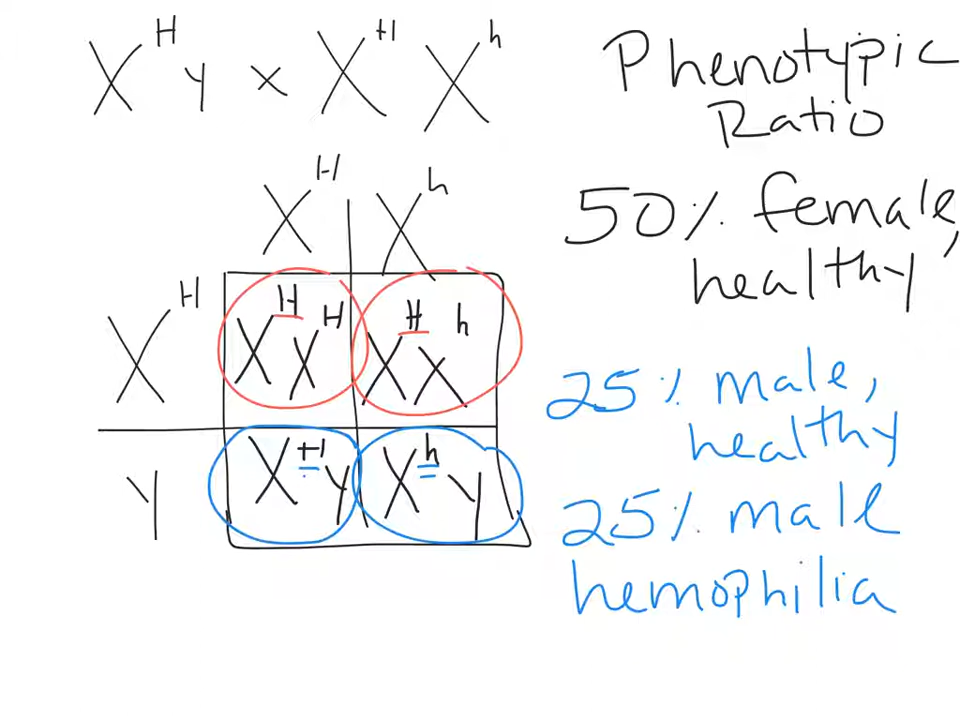 X^H Y x X^H X^h
Phenotypic
Ratio
X^H X^h
50% female,
healthy
X^H X^H X^H X^H X^h
25% male,
healthy
Y X^H Y X^h Y
25% male
hemophilia